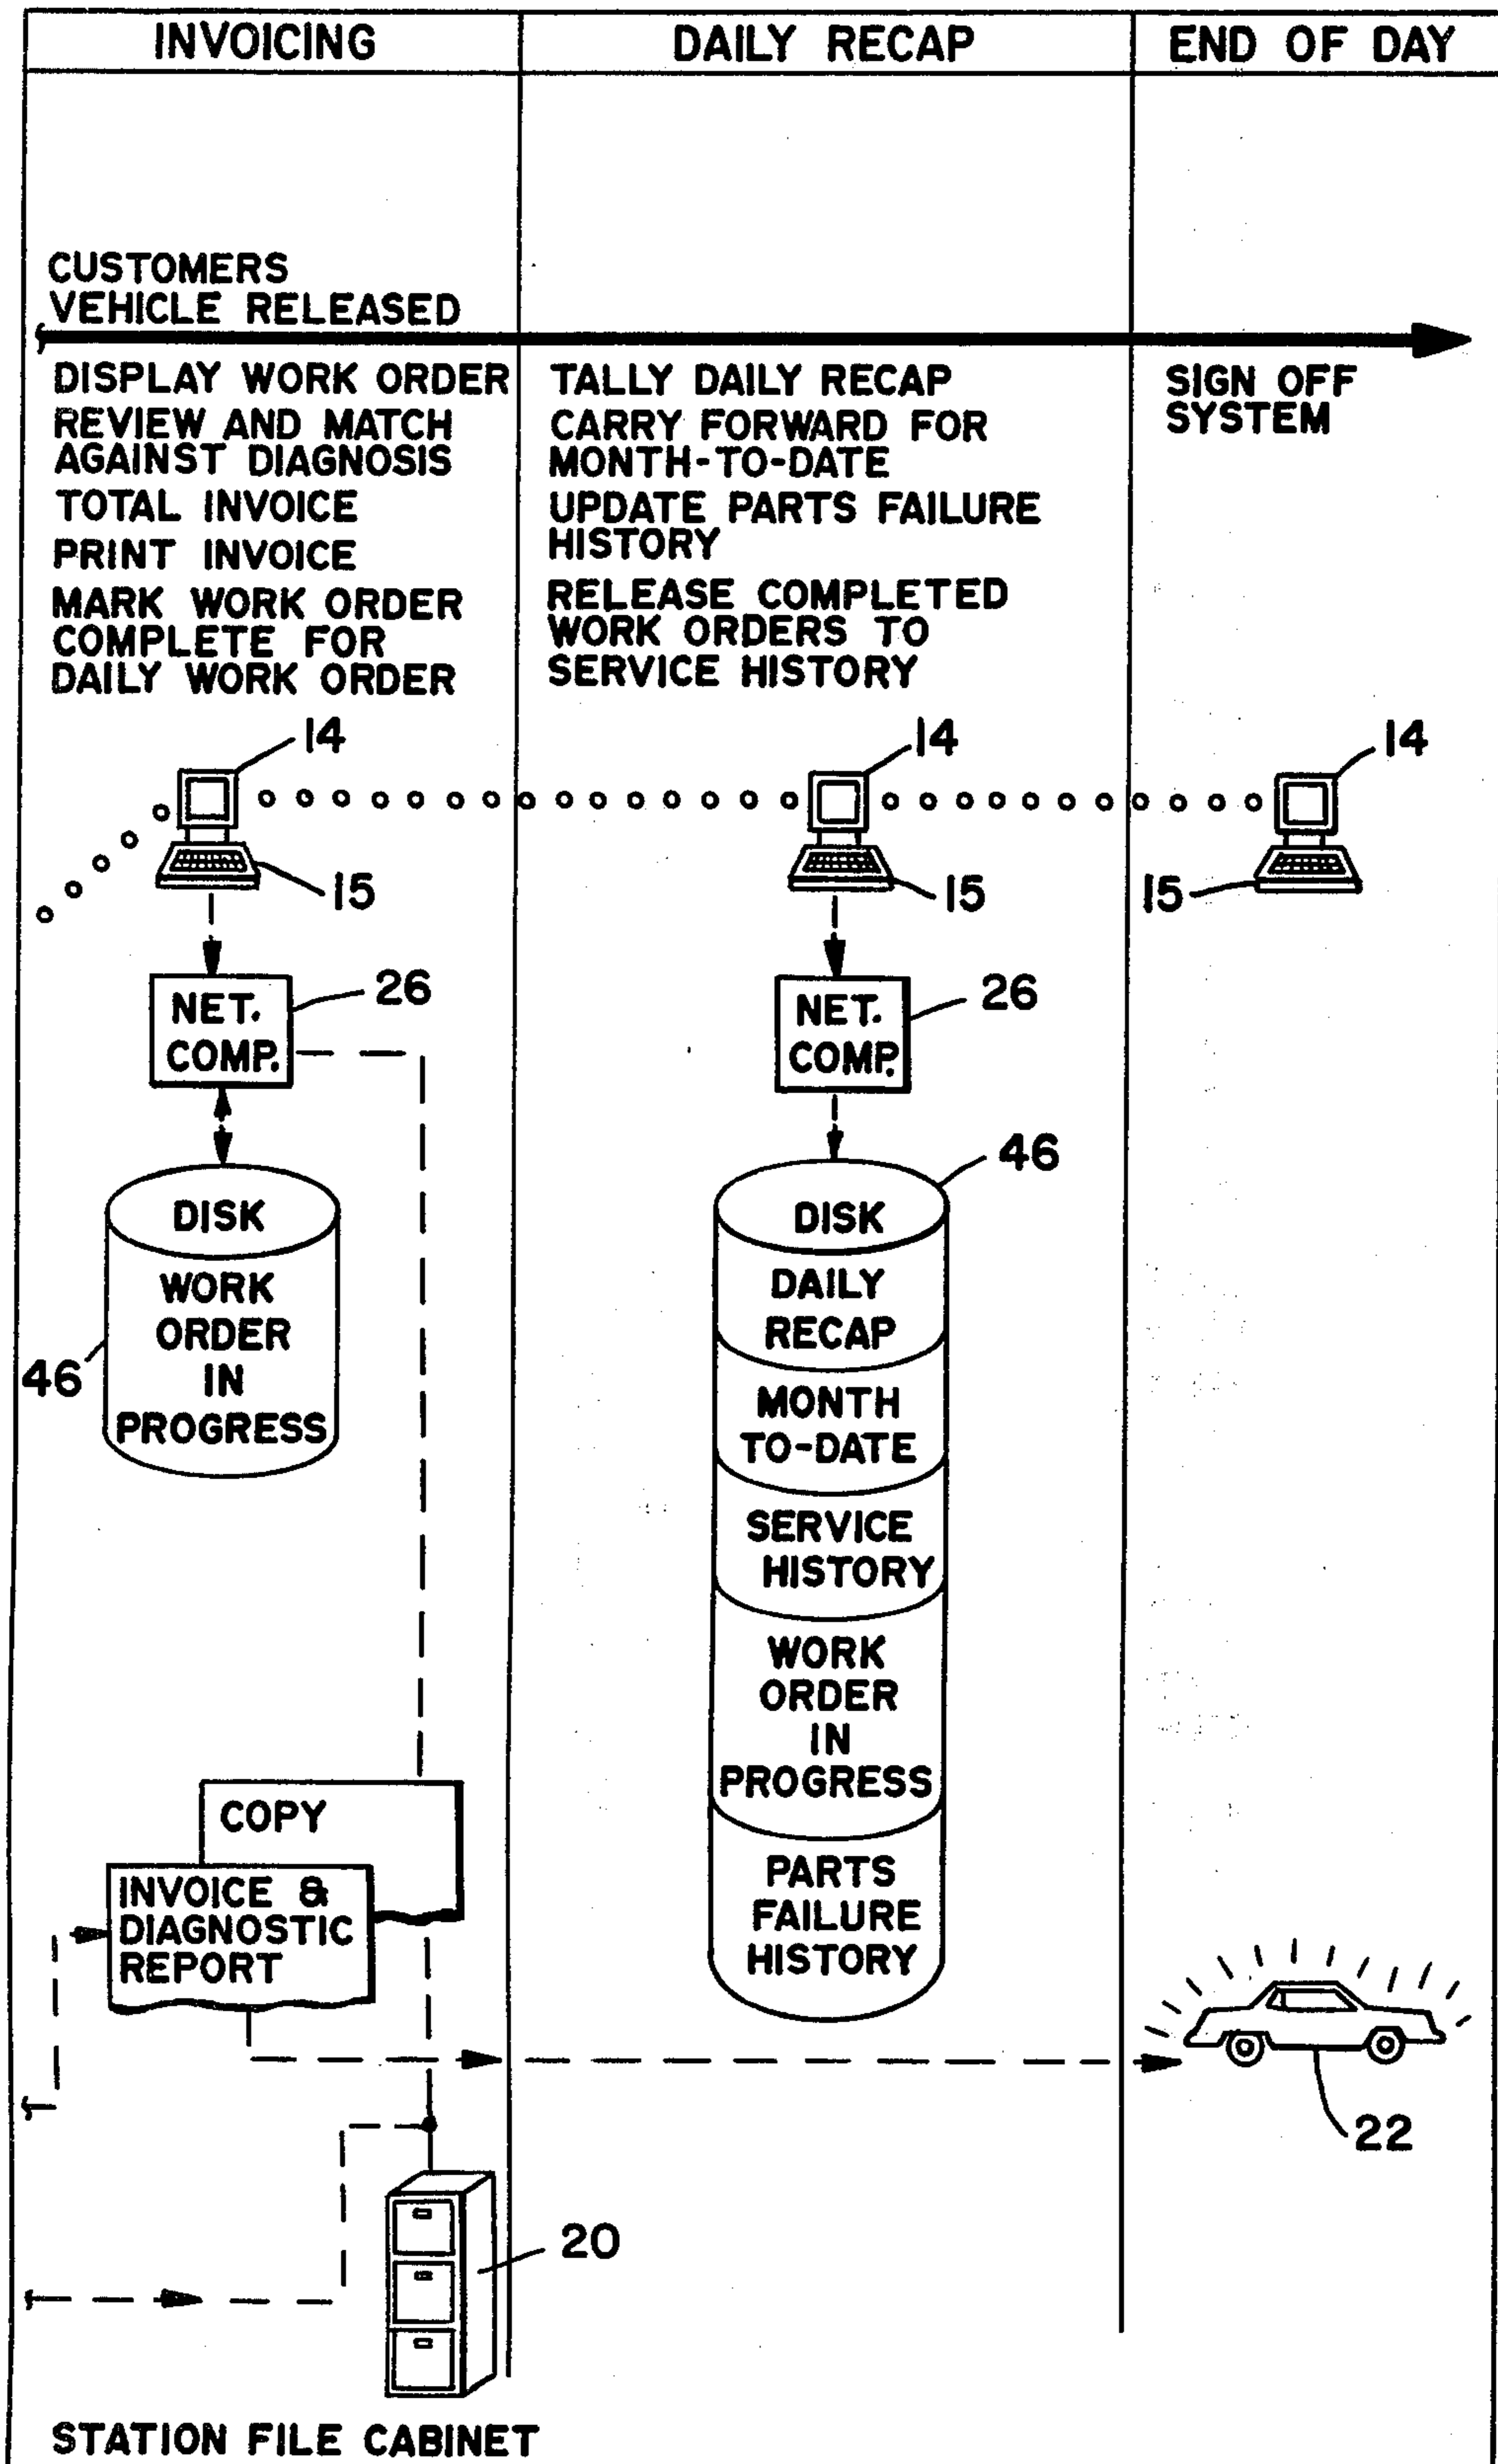 INVOICING
DAILY RECAP
END OF DAY
CUSTOMERS
VEHICLE RELEASED
DISPLAY WORK ORDER
REVIEW AND MATCH
AGAINST DIAGNOSIS
TOTAL INVOICE
PRINT INVOICE
MARK WORK ORDER
COMPLETE FOR
DAILY WORK ORDER
TALLY DAILY RECAP
CARRY FORWARD FOR
MONTH-TO-DATE
UPDATE PARTS FAILURE
HISTORY
RELEASE COMPLETED
WORK ORDERS TO
SERVICE HISTORY
SIGN OFF
SYSTEM
14
15
NET.
COMP.
26
DISK
WORK
ORDER
IN
PROGRESS
46
COPY
INVOICE &
DIAGNOSTIC
REPORT
20
STATION FILE CABINET
14
15
NET.
COMP.
26
46
DISK
DAILY
RECAP
MONTH
TO-DATE
SERVICE
HISTORY
WORK
ORDER
IN
PROGRESS
PARTS
FAILURE
HISTORY
14
15
22